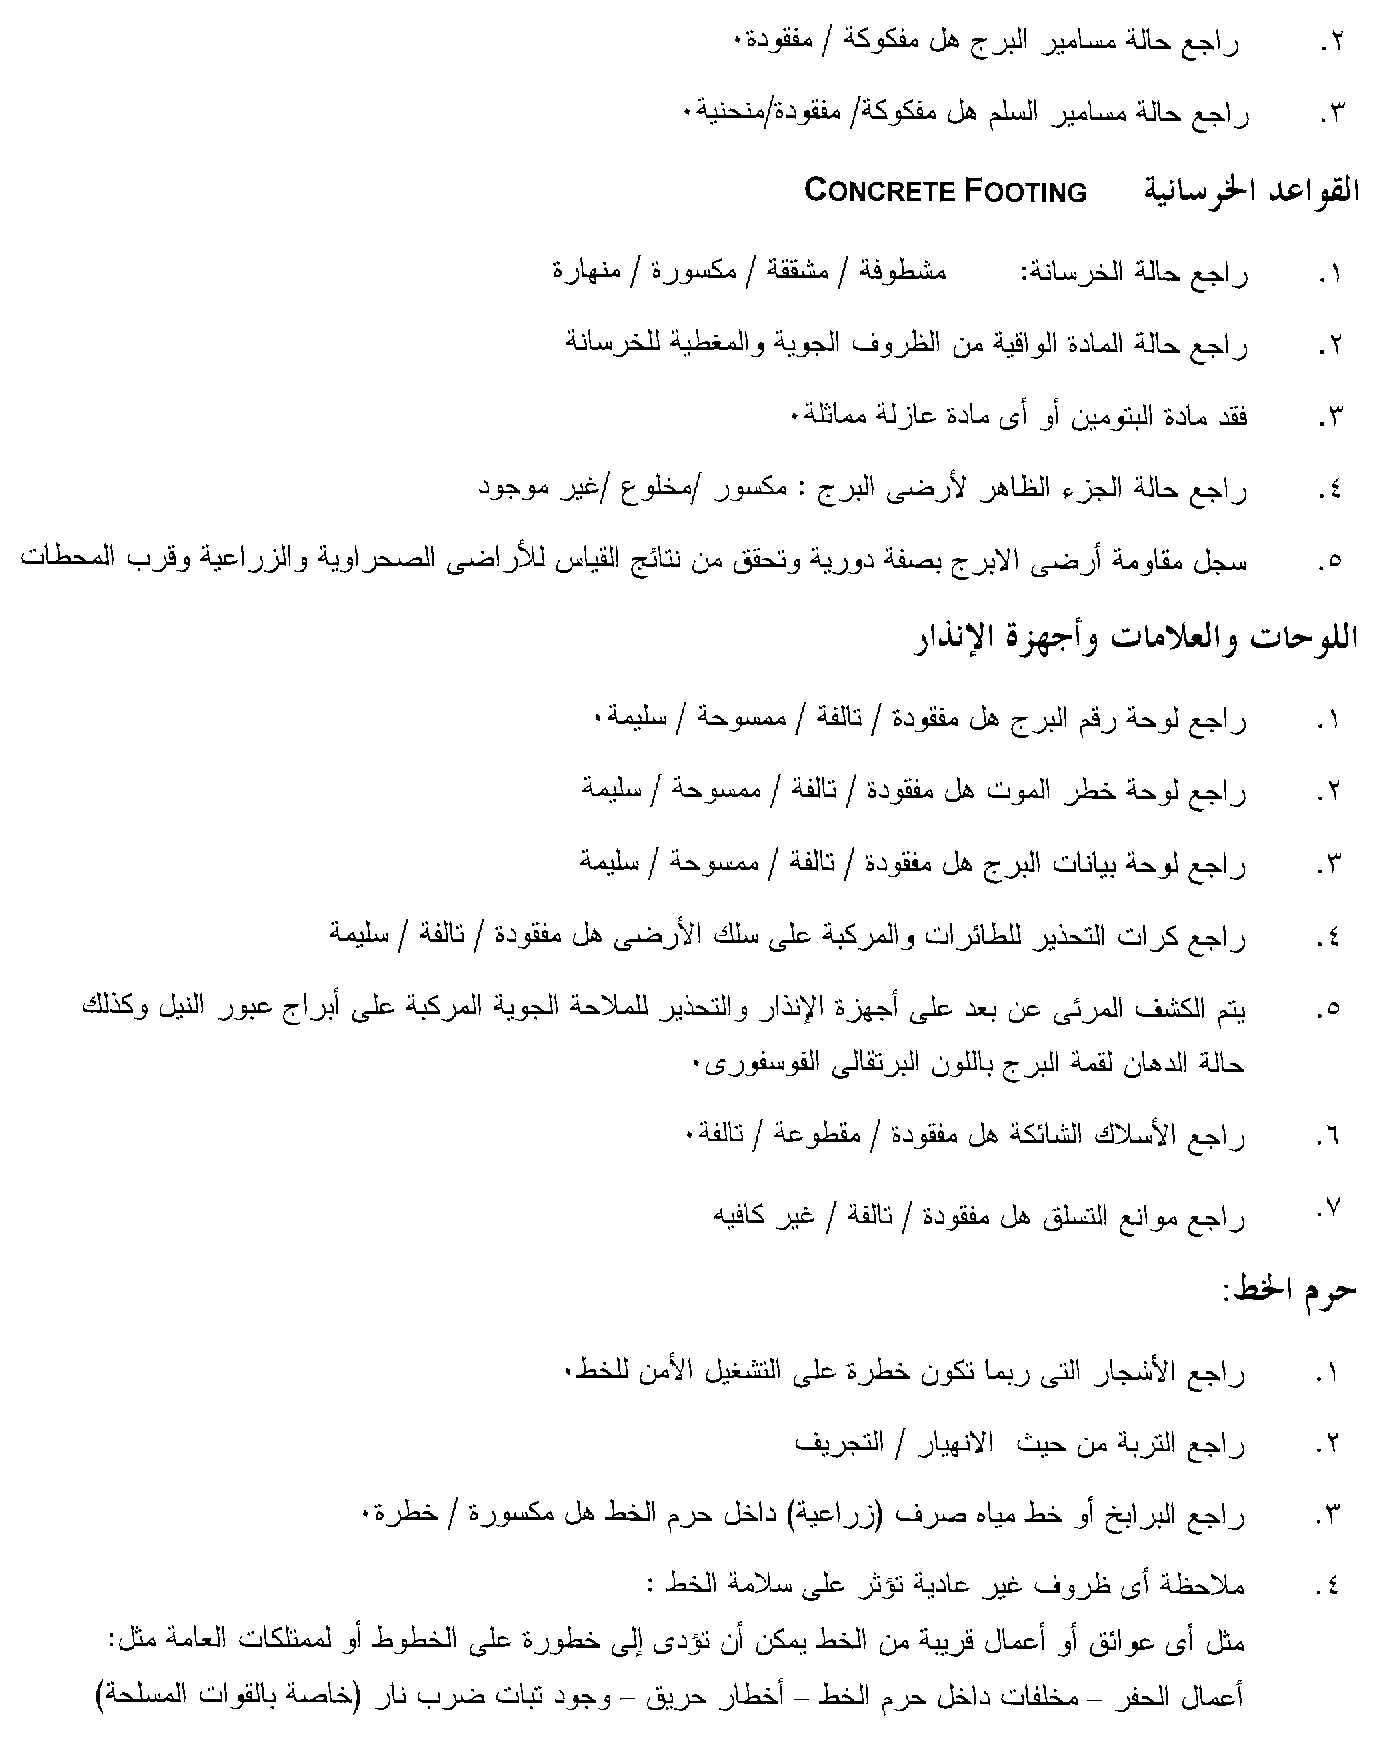 ٢. راجع حالة مسامير البرج هل مفكوكة / مفقودة٠
٣. راجع حالة مسامير السلم هل مفكوكة/ مفقودة/منحنية٠
القواعد الخرسانية CONCRETE FOOTING
١. راجع حالة الخرسانة: مشطوفة / مشققة / مكسورة / منهارة
٢. راجع حالة المادة الواقية من الظروف الجوية والمغطية للخرسانة
٣. فقد مادة البتومين أو أى مادة عازلة مماثلة٠
٤. راجع حالة الجزء الظاهر لأرضى البرج : مكسور /مخلوع /غير موجود
٥. سجل مقاومة أرضى الابرج بصفة دورية وتحقق من نتائج القياس للأراضى الصحراوية والزراعية وقرب المحطات
اللوحات والعلامات وأجهزة الإنذار
١. راجع لوحة رقم البرج هل مفقودة / تالفة / ممسوحة / سليمة٠
٢. راجع لوحة خطر الموت هل مفقودة / تالفة / ممسوحة / سليمة
٣. راجع لوحة بيانات البرج هل مفقودة / تالفة / ممسوحة / سليمة
٤. راجع كرات التحذير للطائرات والمركبة على سلك الأرضى هل مفقودة / تالفة / سليمة
٥. يتم الكشف المرئى عن بعد على أجهزة الإنذار والتحذير للملاحة الجوية المركبة على أبراج عبور النيل وكذلك
حالة الدهان لقمة البرج باللون البرتقالى الفوسفورى٠
٦. راجع الأسلاك الشائكة هل مفقودة / مقطوعة / تالفة٠
٧. راجع موانع التسلق هل مفقودة / تالفة / غير كافيه
حرم الخط:
١. راجع الأشجار التى ربما تكون خطرة على التشغيل الأمن للخط٠
٢. راجع التربة من حيث الانهيار / التجريف
٣. راجع البرابخ أو خط مياه صرف (زراعية) داخل حرم الخط هل مكسورة / خطرة٠
٤. ملاحظة أى ظروف غير عادية تؤثر على سلامة الخط :
مثل أى عوائق أو أعمال قريبة من الخط يمكن أن تؤدى إلى خطورة على الخطوط أو لممتلكات العامة مثل:
أعمال الحفر – مخلفات داخل حرم الخط – أخطار حريق – وجود تبات ضرب نار (خاصة بالقوات المسلحة)